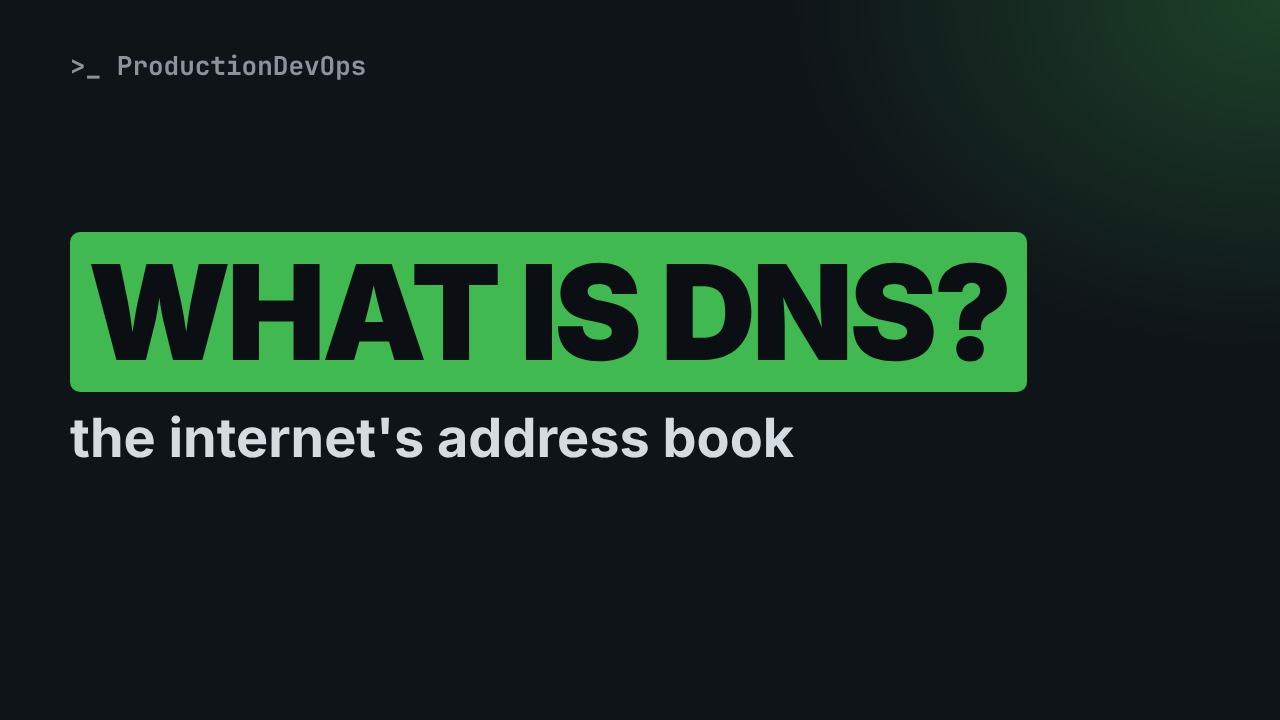 >_ ProductionDevOps
WHAT IS DNS?
the internet's address book